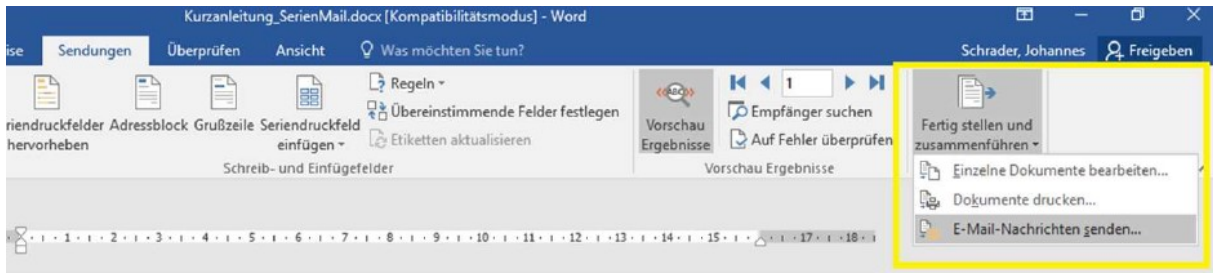 Kurzanleitung_SerienMail.docx [Kompatibilitätsmodus] - Word
ise Sendungen Überprüfen Ansicht Was möchten Sie tun? Schrader, Johannes Freigeben
riendruckfelder
hervorheben
Adressblock
Grußzeile
Seriendruckfeld
einfügen
Regeln
Übereinstimmende Felder festlegen
Etiketten aktualisieren
Schreib- und Einfügefelder
«ABC»
Vorschau
Ergebnisse
1
Empfänger suchen
Auf Fehler überprüfen
Vorschau Ergebnisse
Fertig stellen und
zusammenführen
Einzelne Dokumente bearbeiten...
Dokumente drucken...
E-Mail-Nachrichten senden...
1 2 3 4 5 6 7 8 9 10 11 12 13 14 15 17 18